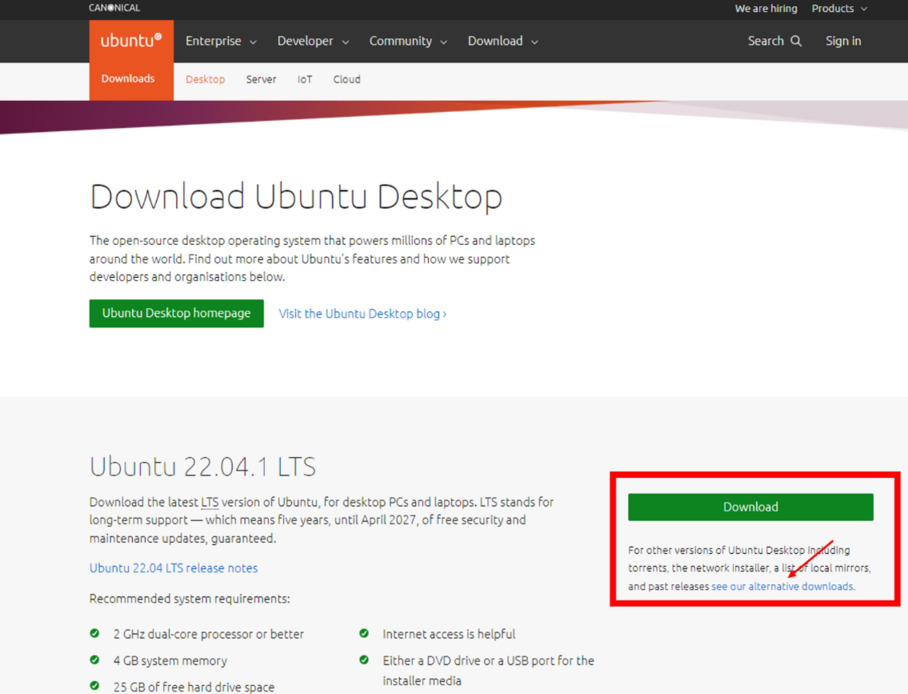 CANONICAL
We are hiring Products
ubuntu Enterprise Developer Community Download Search Sign in
Downloads Desktop Server IoT Cloud
Download Ubuntu Desktop
The open-source desktop operating system that powers millions of PCs and laptops
around the world. Find out more about Ubuntu's features and how we support
developers and organisations below.
Ubuntu Desktop homepage Visit the Ubuntu Desktop blog ›
Ubuntu 22.04.1 LTS
Download the latest LTS version of Ubuntu, for desktop PCs and laptops. LTS stands for
long-term support — which means five years, until April 2027, of free security and
maintenance updates, guaranteed.
Ubuntu 22.04 LTS release notes
Recommended system requirements:
2 GHz dual-core processor or better
4 GB system memory
25 GB of free hard drive space
Internet access is helpful
Either a DVD drive or a USB port for the
installer media
Download
For other versions of Ubuntu Desktop including
torrents, the network installer, a list of local mirrors,
and past releases see our alternative downloads.